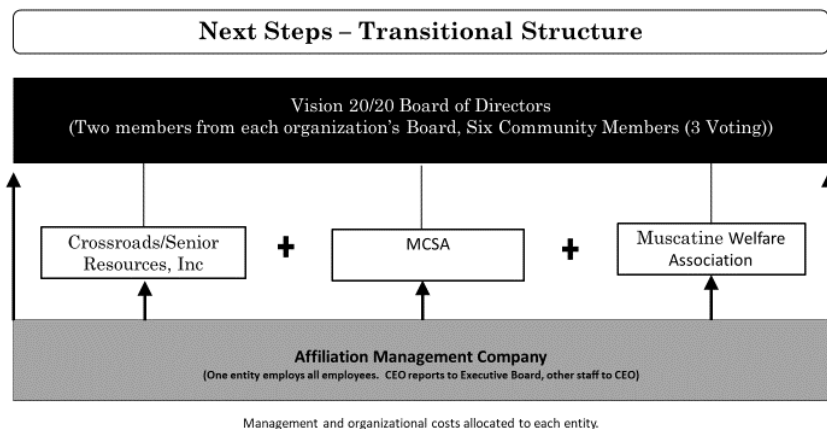 Next Steps – Transitional Structure
Vision 20/20 Board of Directors
(Two members from each organization's Board, Six Community Members (3 Voting))
Crossroads/Senior
Resources, Inc
+
MCSA
+
Muscatine Welfare
Association
Affiliation Management Company
(One entity employs all employees. CEO reports to Executive Board, other staff to CEO)
Management and organizational costs allocated to each entity.